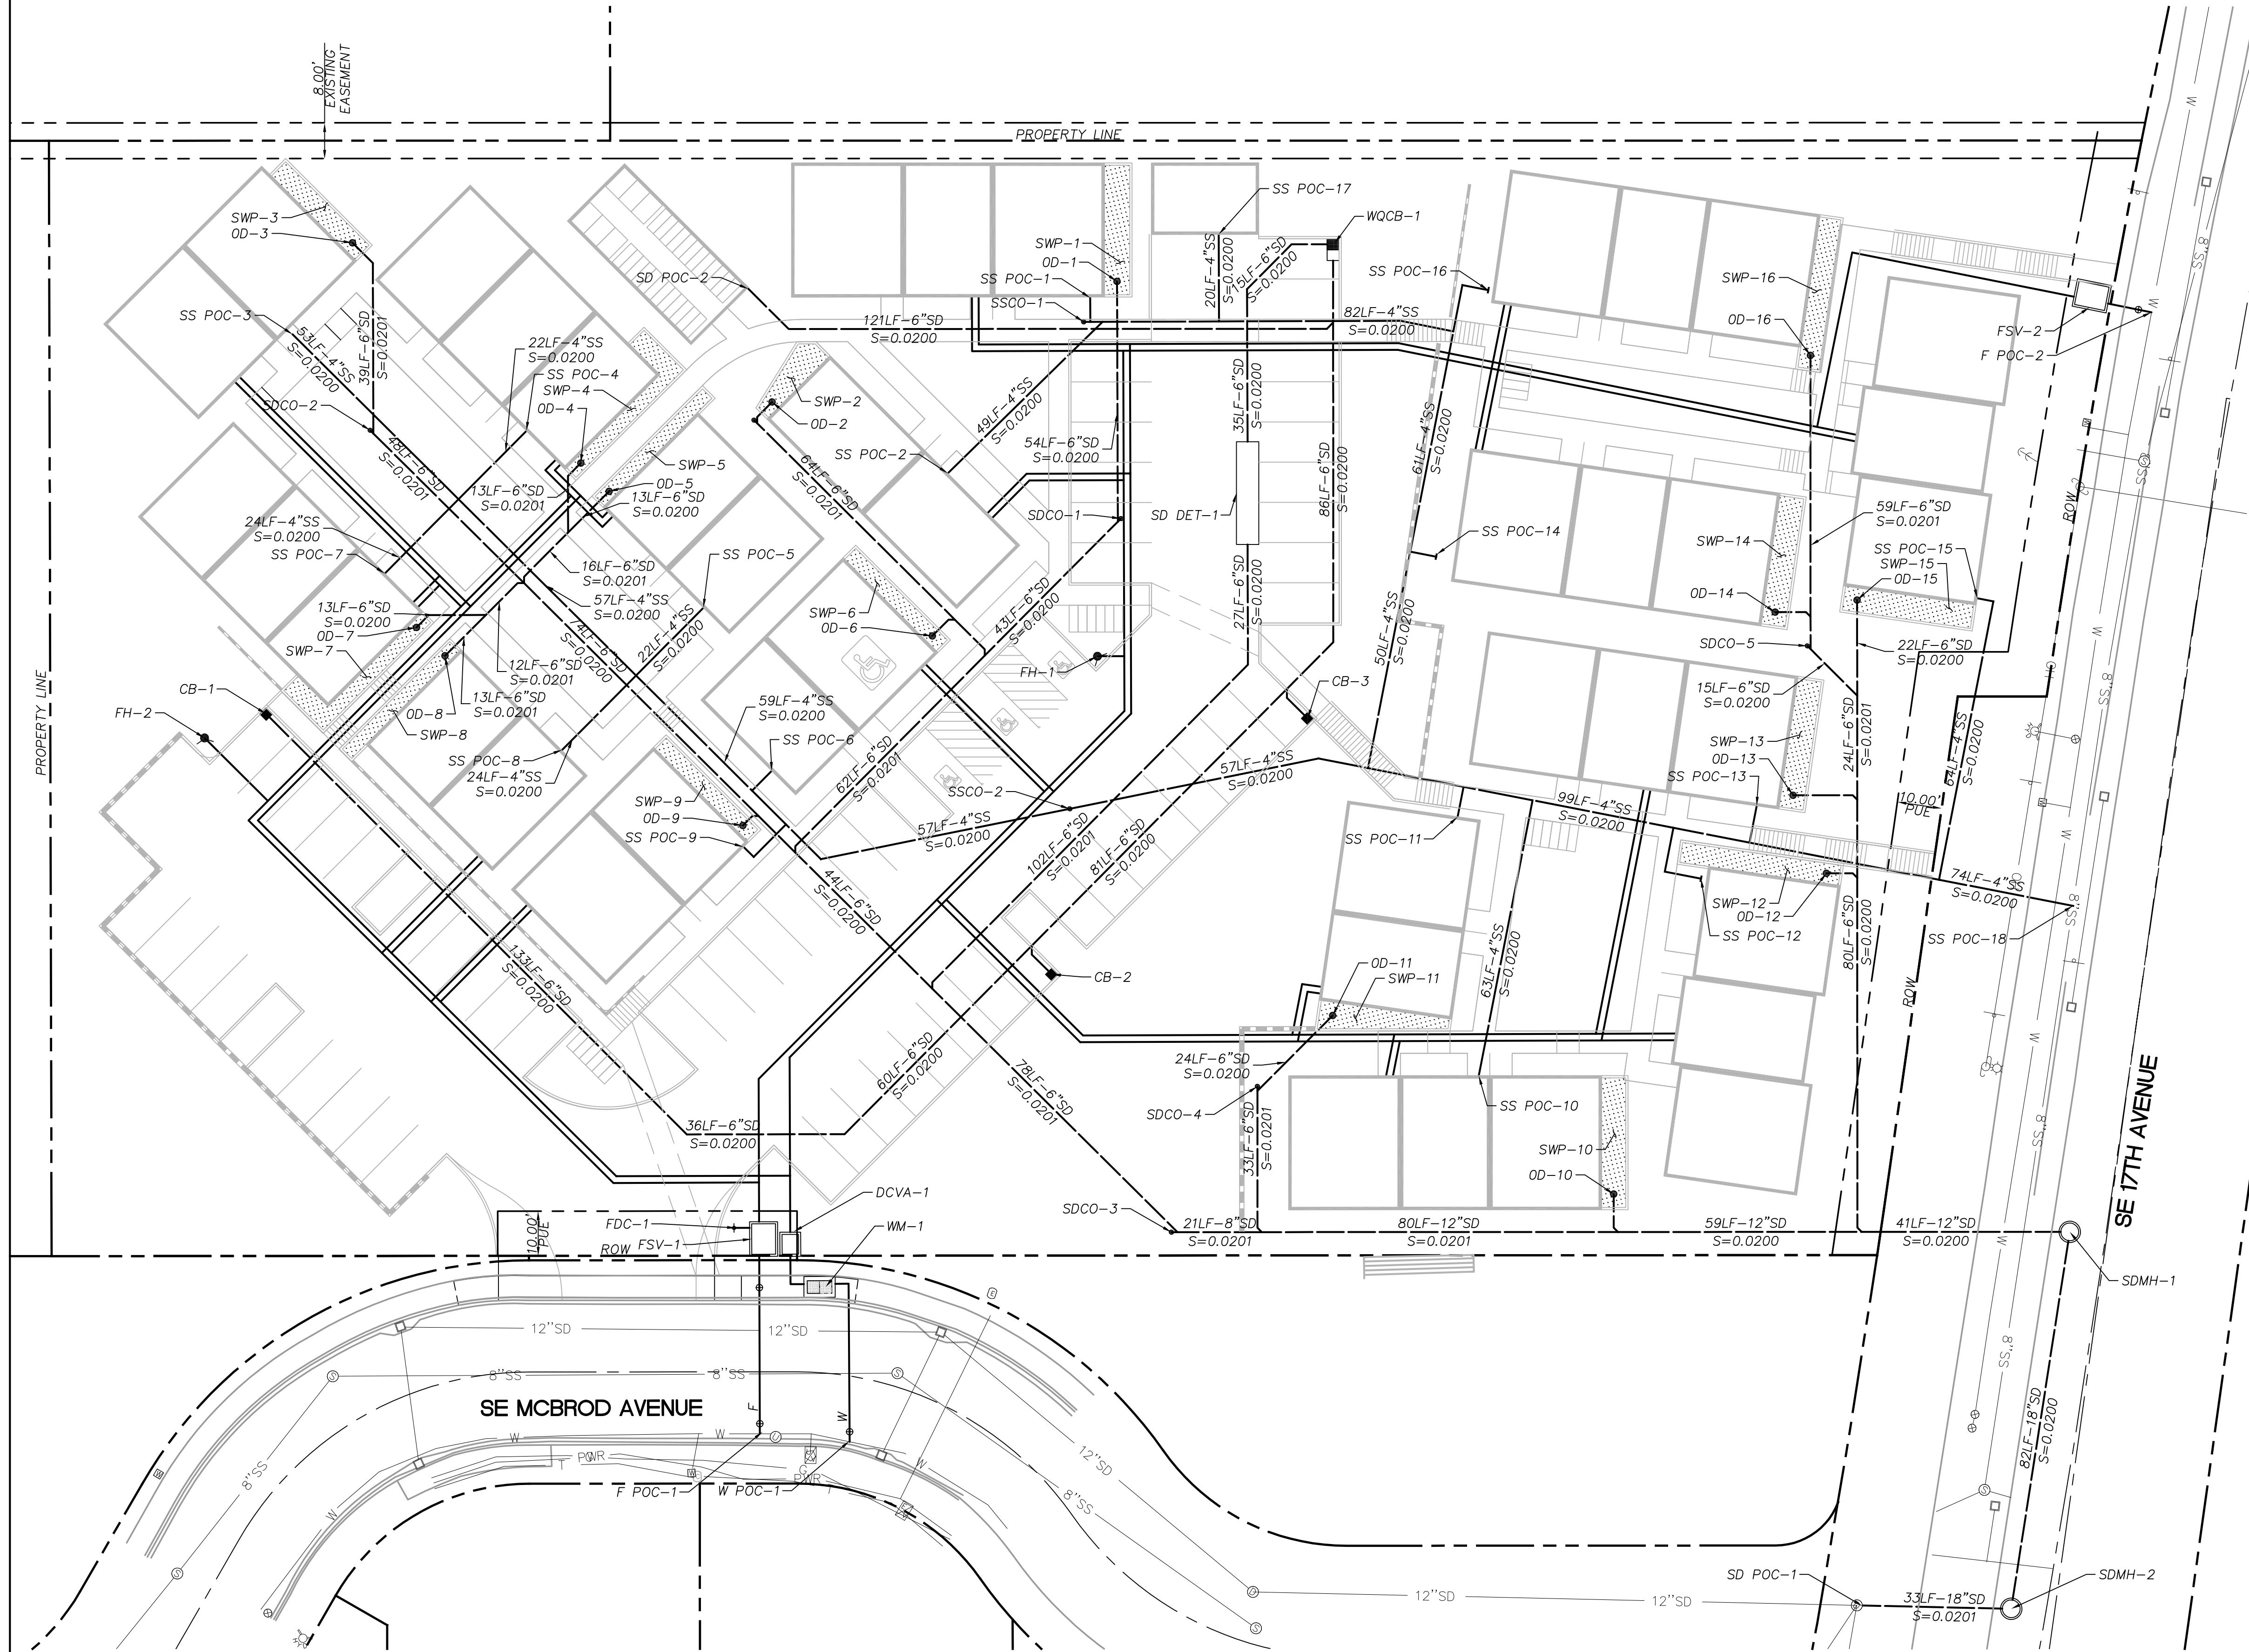 8.00'
EXISTING
EASEMENT
PROPERTY LINE
SWP-3
OD-3
SS POC-3
53LF-4"SS
S=0.0200
39LF-6"SD
S=0.0201
SDCO-2
48LF-6"SD
S=0.0201
22LF-4"SS
S=0.0200
SS POC-4
SWP-4
OD-4
SD POC-2
121LF-6"SD
S=0.0200
SWP-1
OD-1
SS POC-1
SSCO-1
SS POC-17
WQCB-1
20LF-4"SS
S=0.0200
15LF-6"SD
S=0.0200
82LF-4"SS
S=0.0200
SS POC-16
SWP-16
OD-16
FSV-2
F POC-2
SWP-2
OD-2
49LF-4"SS
S=0.0200
SS POC-2
54LF-6"SD
S=0.0200
35LF-6"SD
S=0.0200
86LF-6"SD
S=0.0200
61LF-4"SS
S=0.0200
SWP-5
OD-5
13LF-6"SD
S=0.0200
13LF-6"SD
S=0.0201
64LF-6"SD
S=0.0201
SDCO-1
SD DET-1
SS POC-14
SWP-14
OD-14
59LF-6"SD
S=0.0201
SS POC-15
SWP-15
OD-15
ROW
24LF-4"SS
S=0.0200
SS POC-7
16LF-6"SD
S=0.0201
57LF-4"SS
S=0.0200
SS POC-5
13LF-6"SD
S=0.0200
OD-7
SWP-7
74LF-6"SD
S=0.0200
22LF-4"SS
S=0.0200
SWP-6
OD-6
43LF-6"SD
S=0.0200
27LF-6"SD
S=0.0200
50LF-4"SS
S=0.0200
SDCO-5
22LF-6"SD
S=0.0200
15LF-6"SD
S=0.0200
12LF-6"SD
S=0.0201
13LF-6"SD
S=0.0201
OD-8
SWP-8
CB-1
FH-2
FH-1
CB-3
59LF-4"SS
S=0.0200
SS POC-6
SS POC-8
24LF-4"SS
S=0.0200
62LF-6"SD
S=0.0201
SWP-13
OD-13
SS POC-13
24LF-6"SD
S=0.0201
64LF-4"SS
S=0.0200
10.00'
PUE
PROPERTY LINE
SWP-9
OD-9
SS POC-9
SSCO-2
57LF-4"SS
S=0.0200
57LF-4"SS
S=0.0200
99LF-4"SS
S=0.0200
SS POC-11
102LF-6"SD
S=0.0201
81LF-6"SD
S=0.0200
44LF-6"SD
S=0.0200
SWP-12
OD-12
SS POC-12
74LF-4"SS
S=0.0200
SS POC-18
80LF-6"SD
S=0.0200
ROW
133LF-6"SD
S=0.0200
CB-2
OD-11
SWP-11
63LF-4"SS
S=0.0200
60LF-6"SD
S=0.0200
78LF-6"SD
S=0.0201
24LF-6"SD
S=0.0200
SDCO-4
33LF-6"SD
S=0.0201
SS POC-10
SWP-10
OD-10
36LF-6"SD
S=0.0200
DCVA-1
FDC-1
WM-1
FSV-1
ROW
10.00'
PUE
SDCO-3
21LF-8"SD
S=0.0201
80LF-12"SD
S=0.0201
59LF-12"SD
S=0.0200
41LF-12"SD
S=0.0200
SDMH-1
SE 17TH AVENUE
12"SD
12"SD
8"SS
8"SS
SE MCBROD AVENUE
F
W
W
W
W
W
8"SS
T
G
PWR
F POC-1
W POC-1
12"SD
8"SS
82LF-18"SD
S=0.0200
SD POC-1
SDMH-2
33LF-18"SD
S=0.0201
12"SD
12"SD
W
8"SS
W
8"SS
W
8"SS
W
8"SS
W
8"SS
W
8"SS